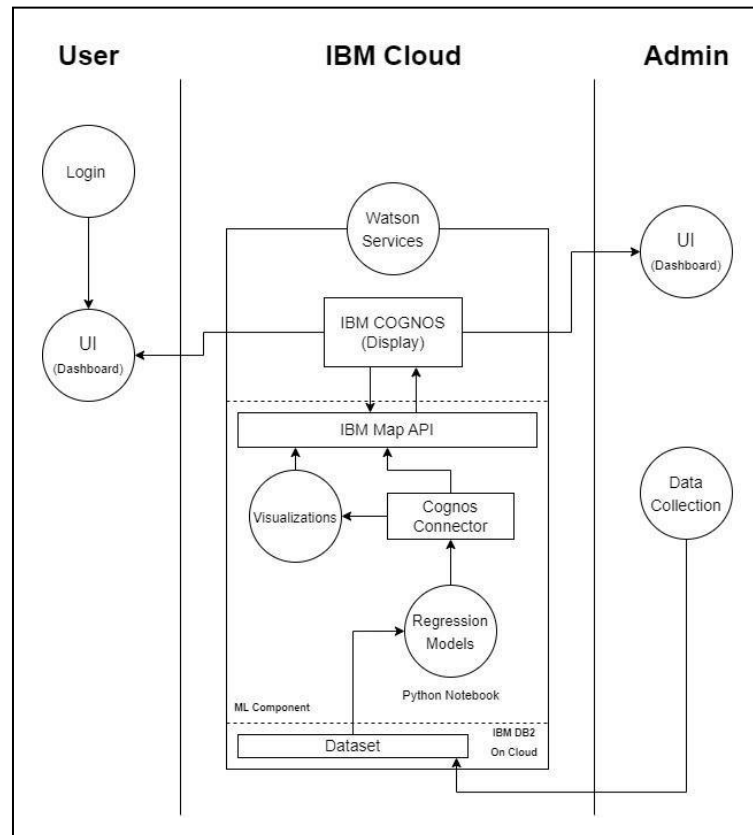 User
IBM Cloud
Admin
Login
Watson
Services
UI
(Dashboard)
IBM COGNOS
(Display)
UI
(Dashboard)
IBM Map API
Visualizations
Cognos
Connector
Data
Collection
Regression
Models
Python Notebook
ML Component
IBM DB2
On Cloud
Dataset